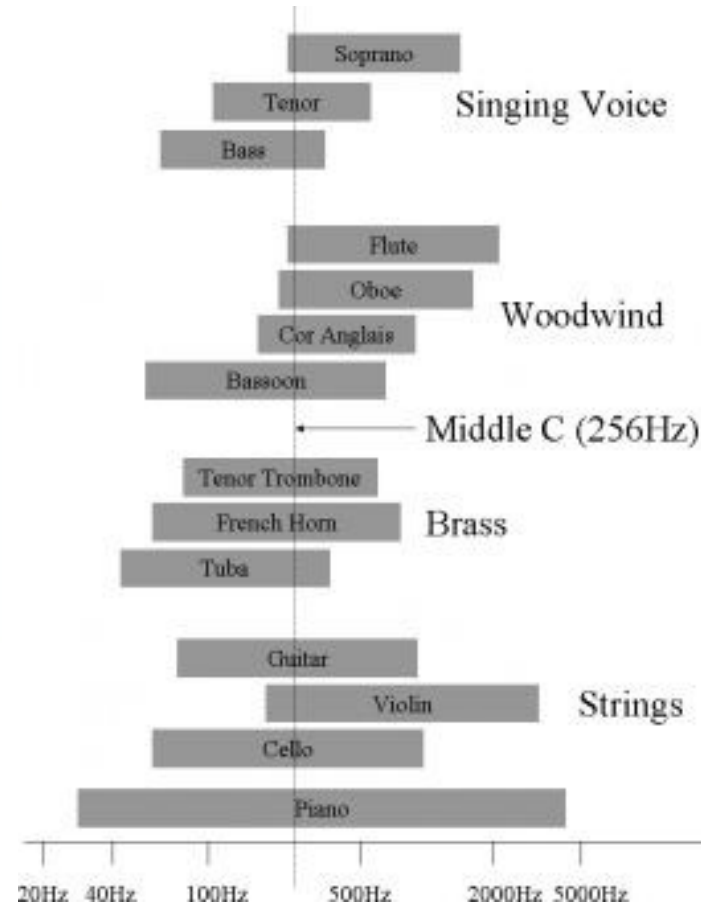 Soprano
Tenor
Singing Voice
Bass
Flute
Oboe
Woodwind
Cor Anglais
Bassoon
Middle C (256Hz)
Tenor Trombone
French Horn
Brass
Tuba
Guitar
Violin
Strings
Cello
Piano
20Hz 40Hz 100Hz 500Hz 2000Hz 5000Hz